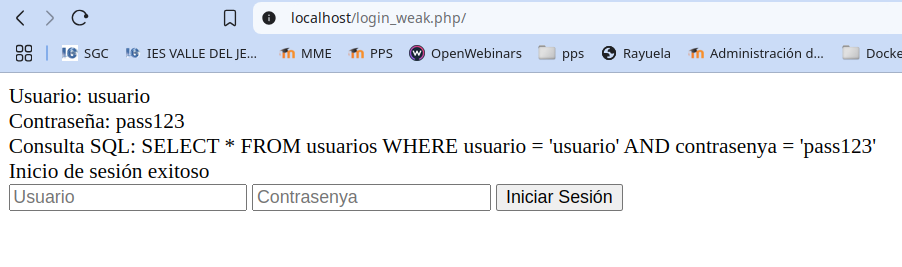 localhost/login_weak.php/
SGC IES VALLE DEL JE... MME PPS OpenWebinars pps Rayuela Administración d... Docke
Usuario: usuario
Contraseña: pass123
Consulta SQL: SELECT * FROM usuarios WHERE usuario = 'usuario' AND contrasenya = 'pass123'
Inicio de sesión exitoso
Usuario Contrasenya Iniciar Sesión